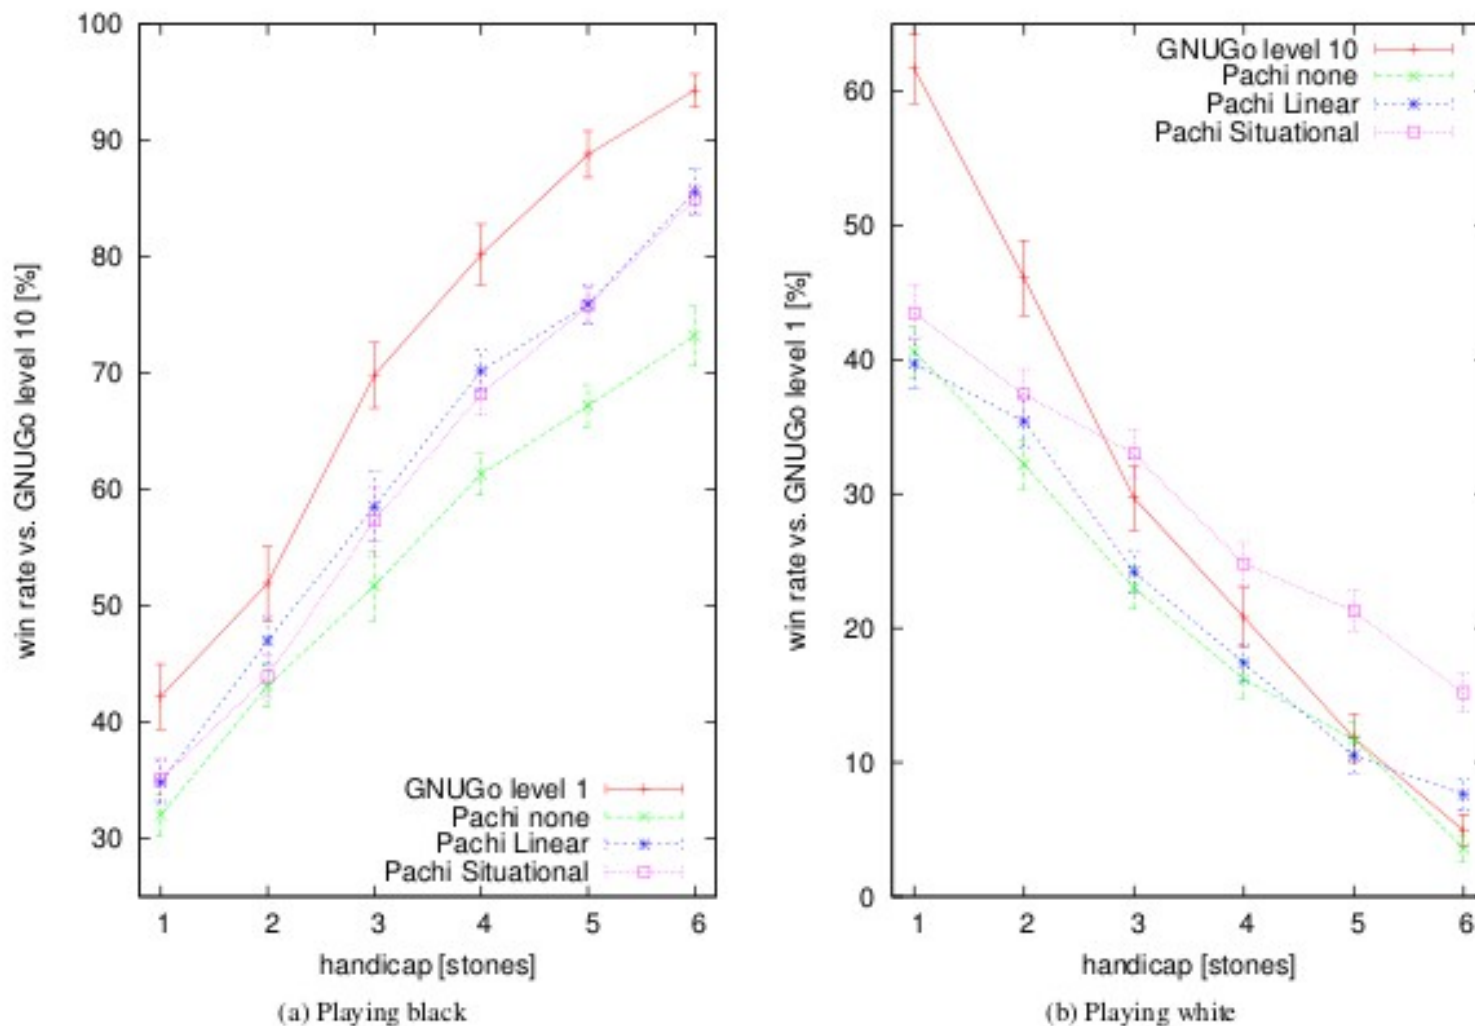 100
90
80
70
60
50
40
30
win rate vs. GNUGo level 10 [%]
GNUGo level 1
Pachi none
Pachi Linear
Pachi Situational
1 2 3 4 5 6
handicap [stones]
(a) Playing black
60
50
40
30
20
10
0
win rate vs. GNUGo level 1 [%]
GNUGo level 10
Pachi none
Pachi Linear
Pachi Situational
1 2 3 4 5 6
handicap [stones]
(b) Playing white